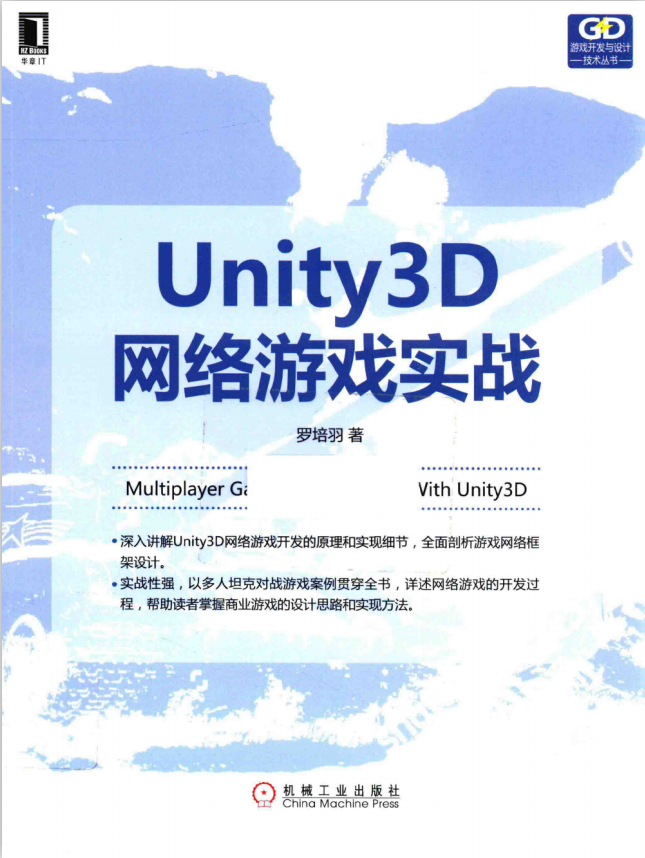 HZ BOOKS
华章IT
GD
游戏开发与设计
技术丛书
Unity3D
网络游戏实战
罗培羽 著
Multiplayer Ga With Unity3D
•深入讲解Unity3D网络游戏开发的原理和实现细节，全面剖析游戏网络框
架设计。
•实战性强，以多人坦克对战游戏案例贯穿全书，详述网络游戏的开发过
程，帮助读者掌握商业游戏的设计思路和实现方法。
机械工业出版社
China Machine Press